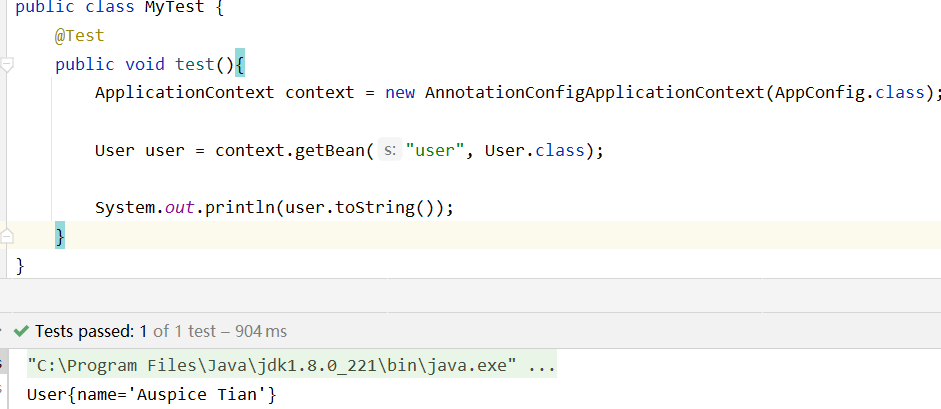 public class MyTest {
@Test
public void test(){
ApplicationContext context = new AnnotationConfigApplicationContext(AppConfig.class);
User user = context.getBean( s: "user", User.class);
System.out.println(user.toString());
}
}
Tests passed: 1 of 1 test – 904 ms
"C:\Program Files\Java\jdk1.8.0_221\bin\java.exe" ...
User{name='Auspice Tian'}